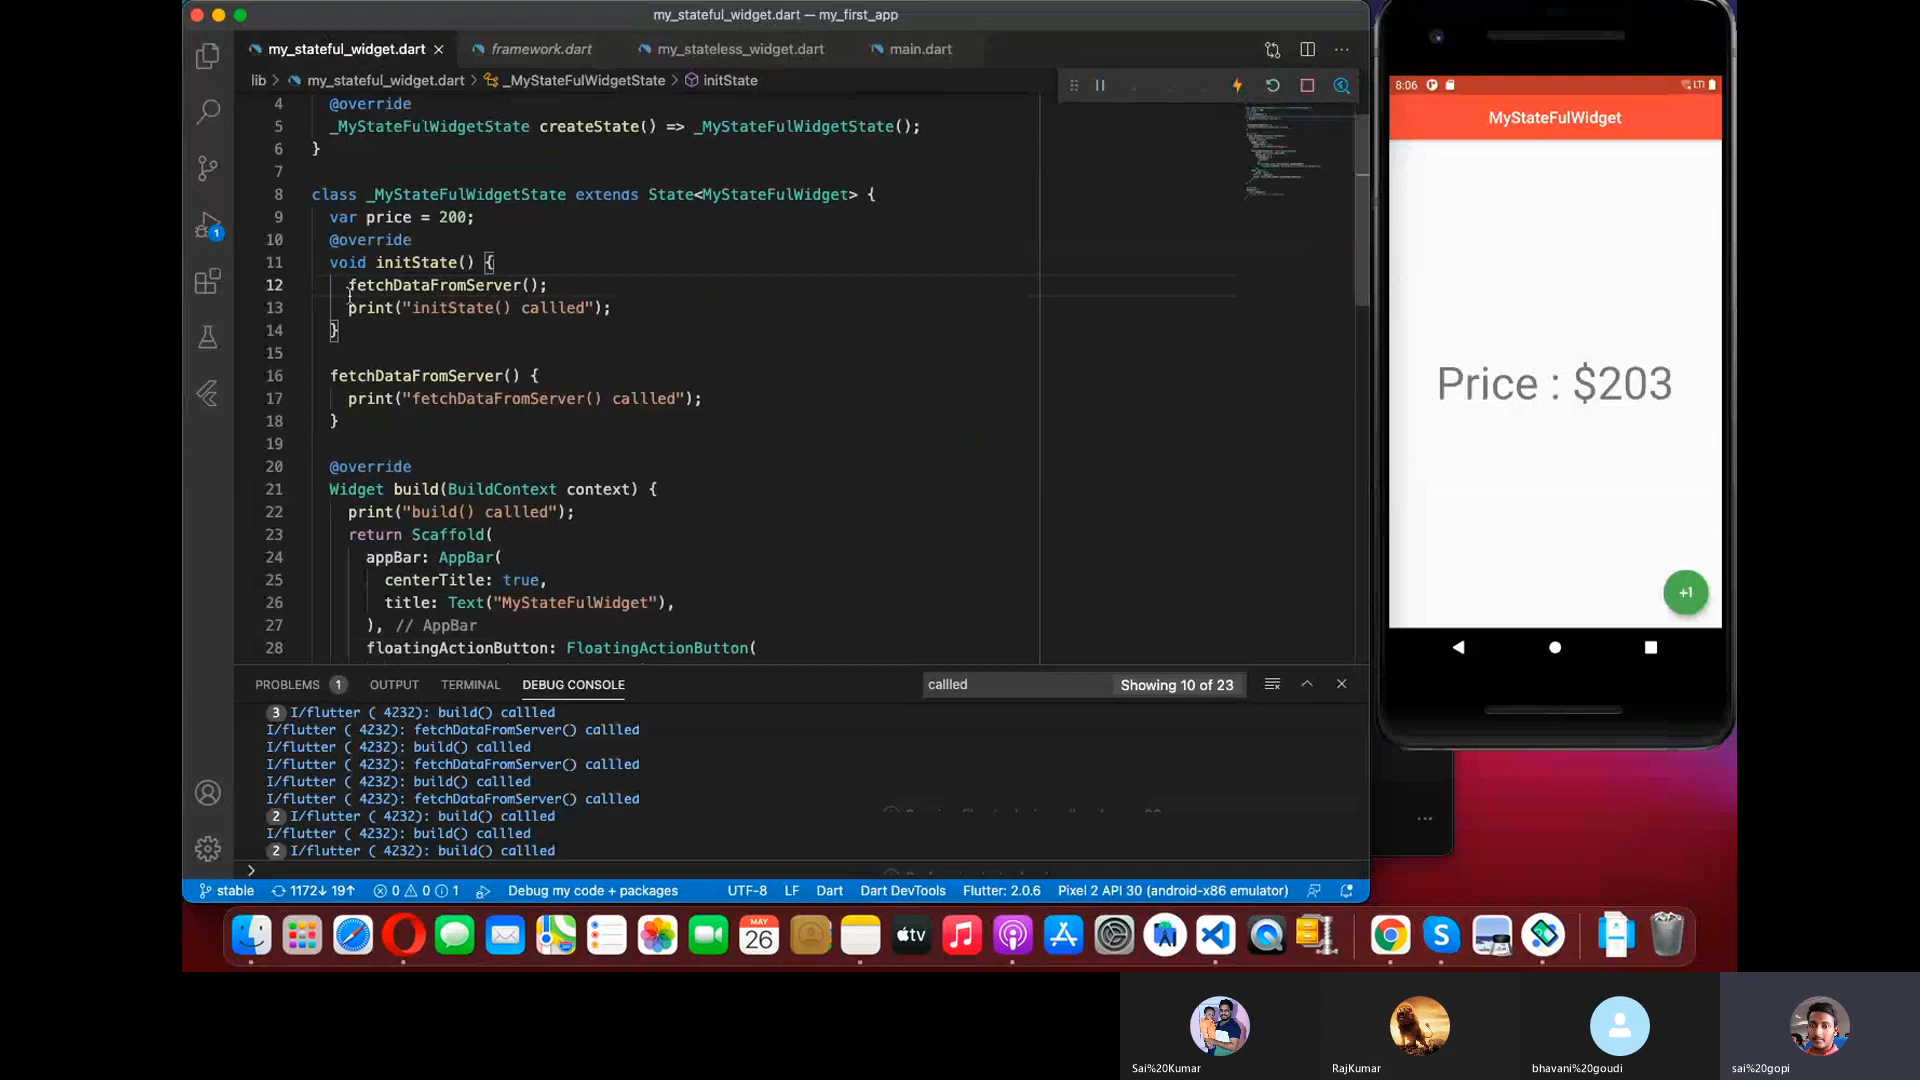 my_stateful_widget.dart — my_first_app
my_stateful_widget.dart
framework.dart
my_stateless_widget.dart
main.dart
lib > my_stateful_widget.dart > _MyStateFulWidgetState > initState
4 @override
5 _MyStateFulWidgetState createState() => _MyStateFulWidgetState();
6 }
7
8 class _MyStateFulWidgetState extends State<MyStateFulWidget> {
9 var price = 200;
10 @override
11 void initState() {
12 fetchDataFromServer();
13 print("initState() callled");
14 }
15
16 fetchDataFromServer() {
17 print("fetchDataFromServer() callled");
18 }
19
20 @override
21 Widget build(BuildContext context) {
22 print("build() callled");
23 return Scaffold(
24 appBar: AppBar(
25 centerTitle: true,
26 title: Text("MyStateFulWidget"),
27 ), // AppBar
28 floatingActionButton: FloatingActionButton(
1
PROBLEMS 1 OUTPUT TERMINAL DEBUG CONSOLE
callled
Showing 10 of 23
3 I/flutter ( 4232): build() callled
I/flutter ( 4232): fetchDataFromServer() callled
I/flutter ( 4232): build() callled
I/flutter ( 4232): fetchDataFromServer() callled
I/flutter ( 4232): build() callled
I/flutter ( 4232): fetchDataFromServer() callled
2 I/flutter ( 4232): build() callled
I/flutter ( 4232): build() callled
2 I/flutter ( 4232): build() callled
stable 1172↓ 19↑ 0 0 1 Debug my code + packages UTF-8 LF Dart Dart DevTools Flutter: 2.0.6 Pixel 2 API 30 (android-x86 emulator)
8:06
MyStateFulWidget
Price : $203
+1
MAY
26
tv
Sai%20Kumar
RajKumar
bhavani%20goudi
sai%20gopi